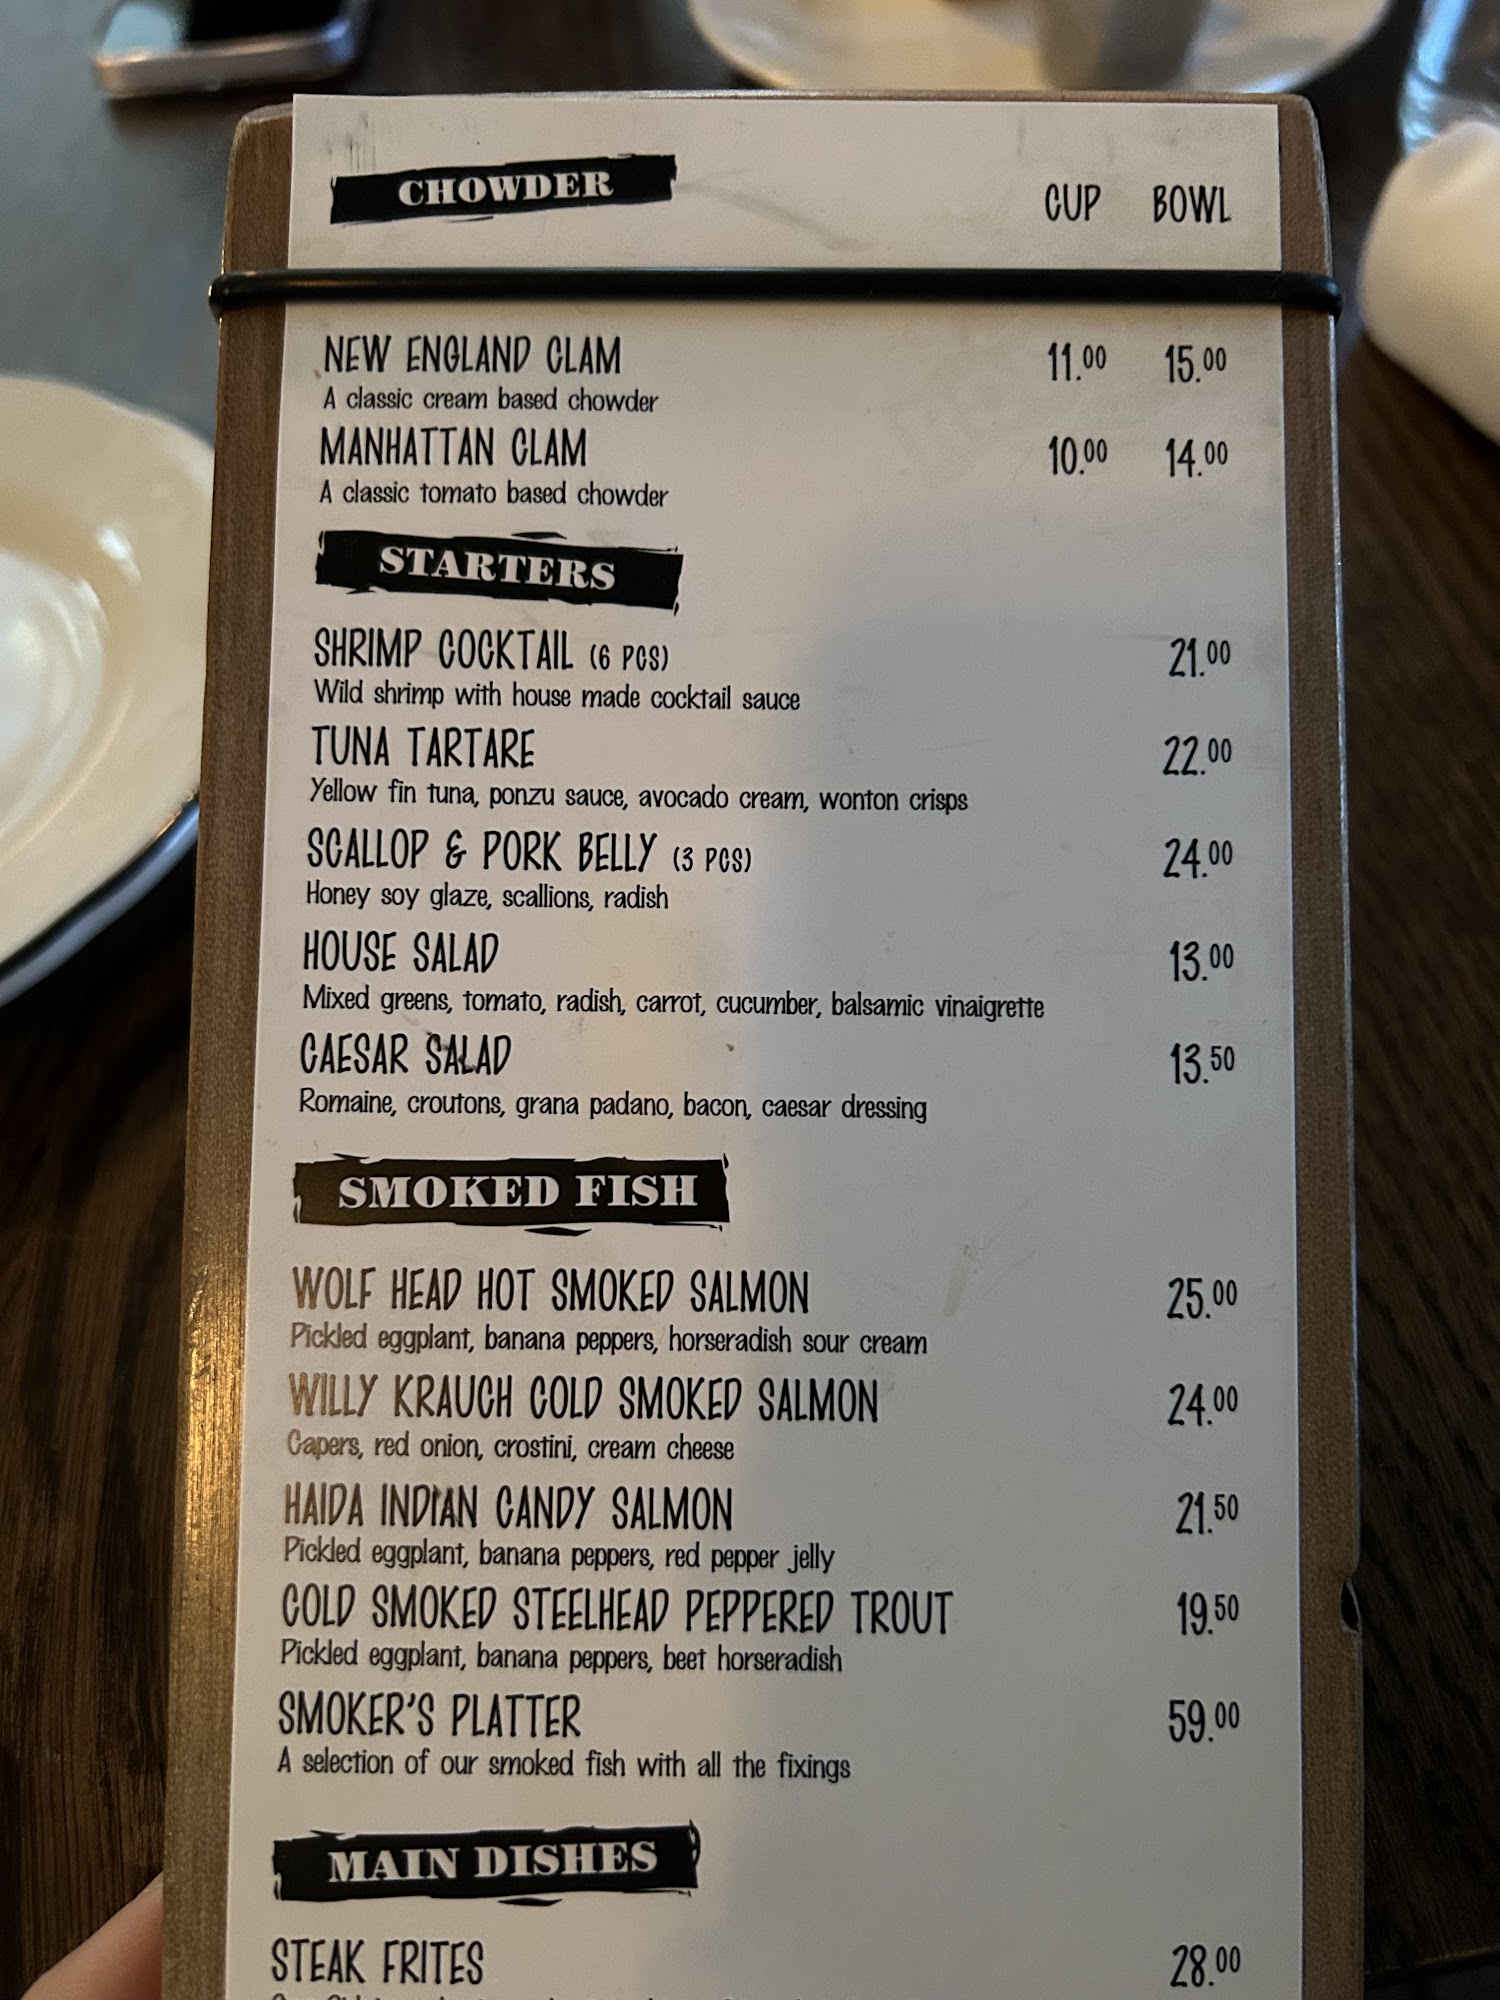 CHOWDER CUP BOWL
NEW ENGLAND CLAM 11.00 15.00
A classic cream based chowder
MANHATTAN CLAM 10.00 14.00
A classic tomato based chowder
STARTERS
SHRIMP COCKTAIL (6 PCS) 21.00
Wild shrimp with house made cocktail sauce
TUNA TARTARE 22.00
Yellow fin tuna, ponzu sauce, avocado cream, wonton crisps
SCALLOP & PORK BELLY (3 PCS) 24.00
Honey soy glaze, scallions, radish
HOUSE SALAD 13.00
Mixed greens, tomato, radish, carrot, cucumber, balsamic vinaigrette
CAESAR SALAD 13.50
Romaine, croutons, grana padano, bacon, caesar dressing
SMOKED FISH
WOLF HEAD HOT SMOKED SALMON 25.00
Pickled eggplant, banana peppers, horseradish sour cream
WILLY KRAUCH COLD SMOKED SALMON 24.00
Capers, red onion, crostini, cream cheese
HAIDA INDIAN CANDY SALMON 21.50
Pickled eggplant, banana peppers, red pepper jelly
COLD SMOKED STEELHEAD PEPPERED TROUT 19.50
Pickled eggplant, banana peppers, beet horseradish
SMOKER'S PLATTER 59.00
A selection of our smoked fish with all the fixings
MAIN DISHES
STEAK FRITES 28.00